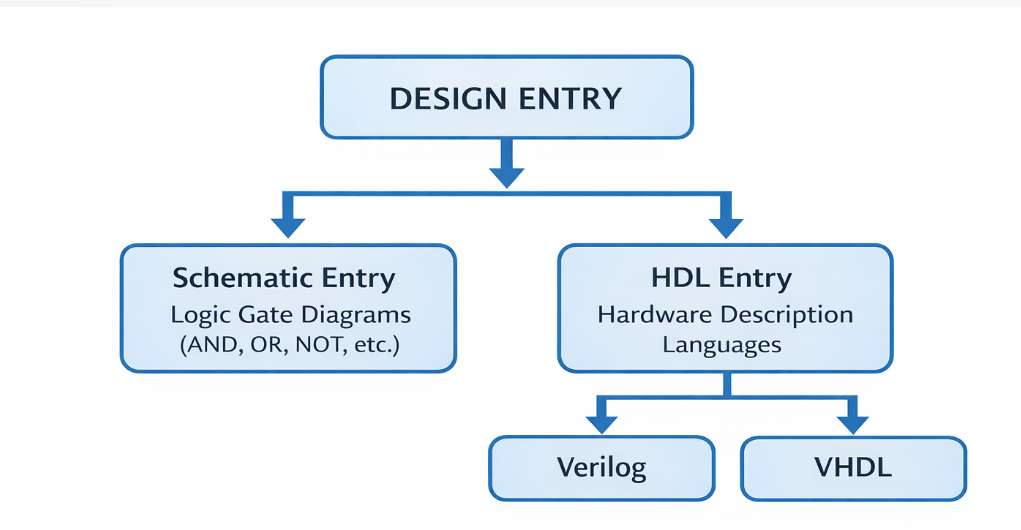 DESIGN ENTRY
Schematic Entry
Logic Gate Diagrams
(AND, OR, NOT, etc.)
HDL Entry
Hardware Description
Languages
Verilog
VHDL